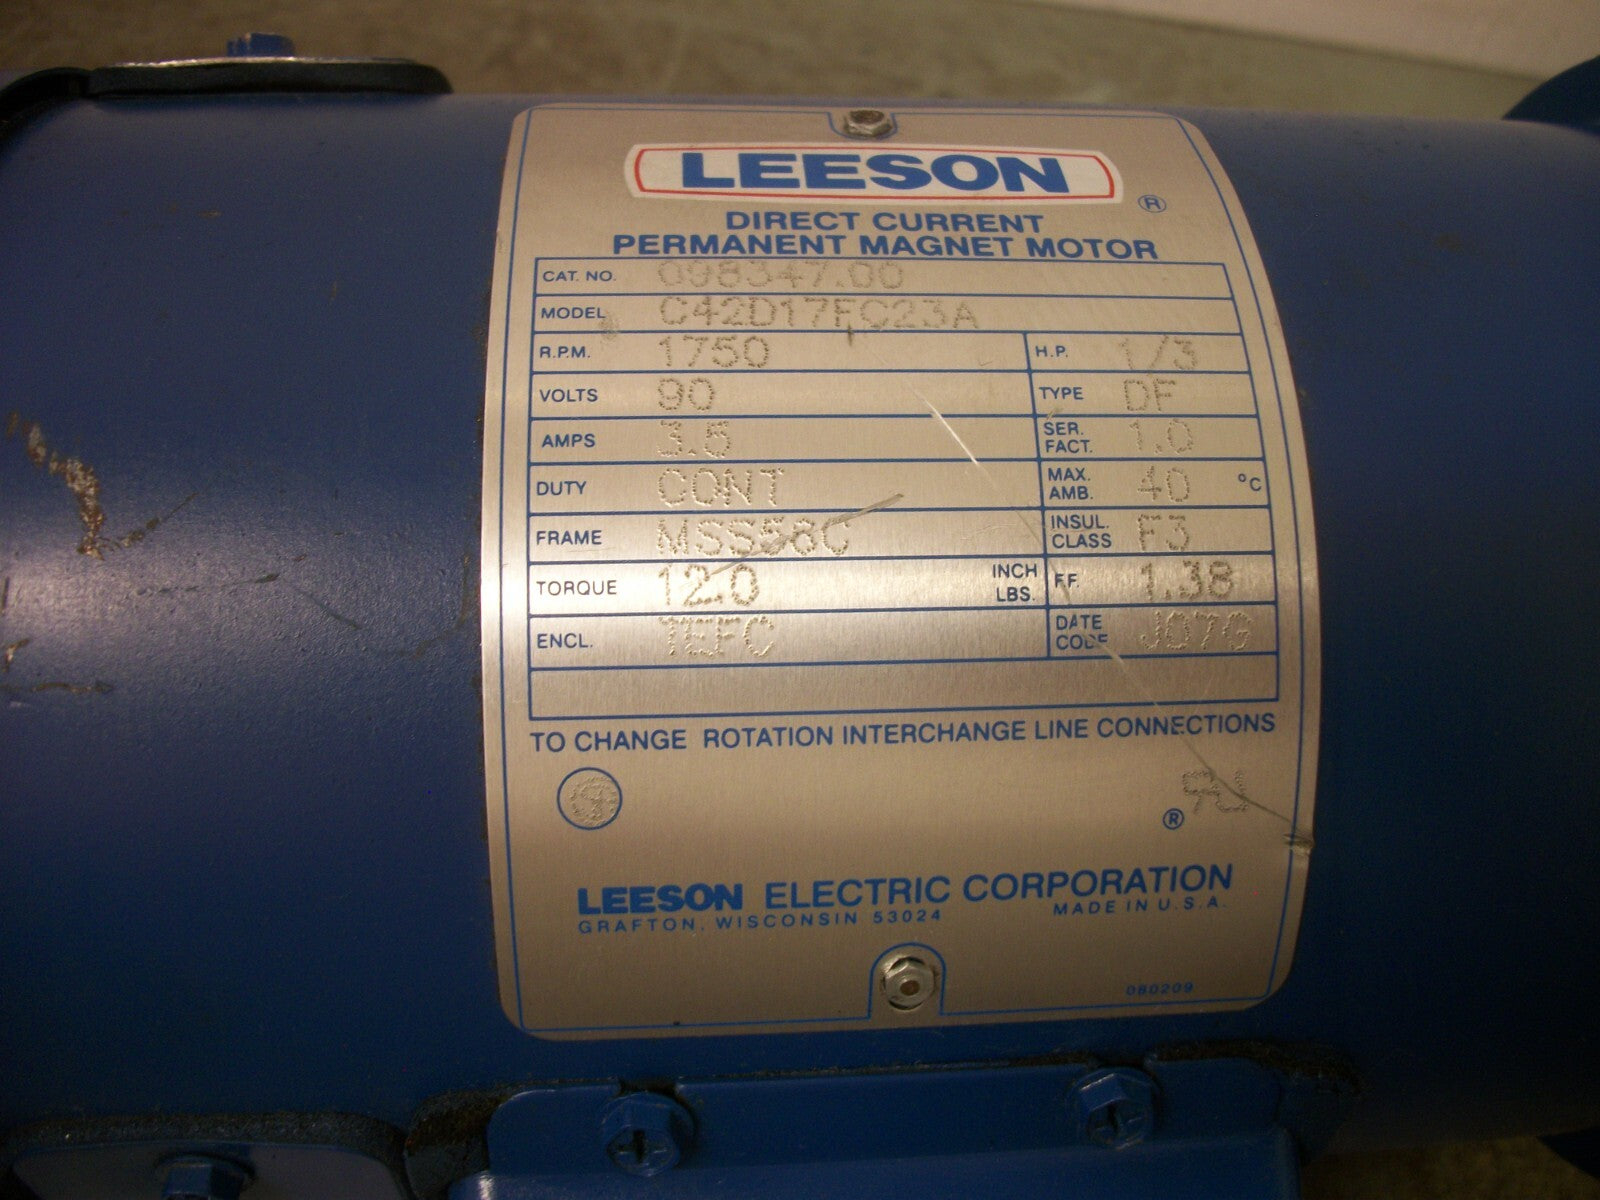 LEESON ®
DIRECT CURRENT
PERMANENT MAGNET MOTOR
CAT. NO. 098347.00
MODEL C42D17FC23A
R.P.M. 1750 H.P. 1/3
VOLTS 90 TYPE DF
AMPS 3.5 SER. FACT. 1.0
DUTY CONT MAX. AMB. 40 °C
FRAME MSS56C INSUL. CLASS F3
TORQUE 12.0 INCH LBS. FF. 1.38
ENCL. TEFC DATE CODE J07G
TO CHANGE ROTATION INTERCHANGE LINE CONNECTIONS
®
LEESON ELECTRIC CORPORATION
GRAFTON, WISCONSIN 53024 MADE IN U.S.A.
080209